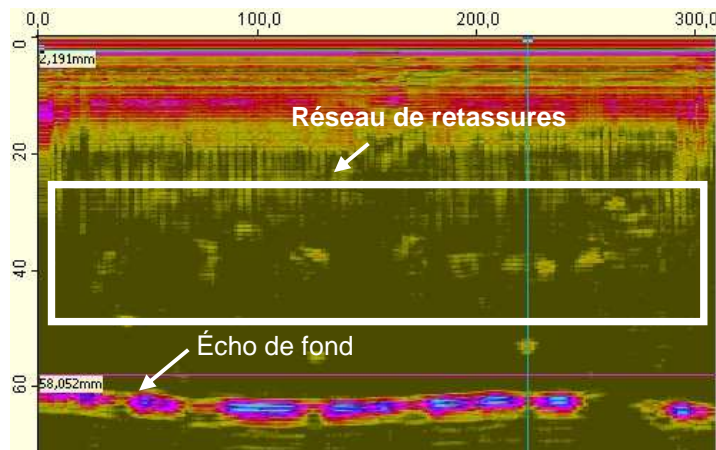 0,0 100,0 200,0 300,0
0
2,191mm
Réseau de retassures
20
40
Écho de fond
58,052mm
60